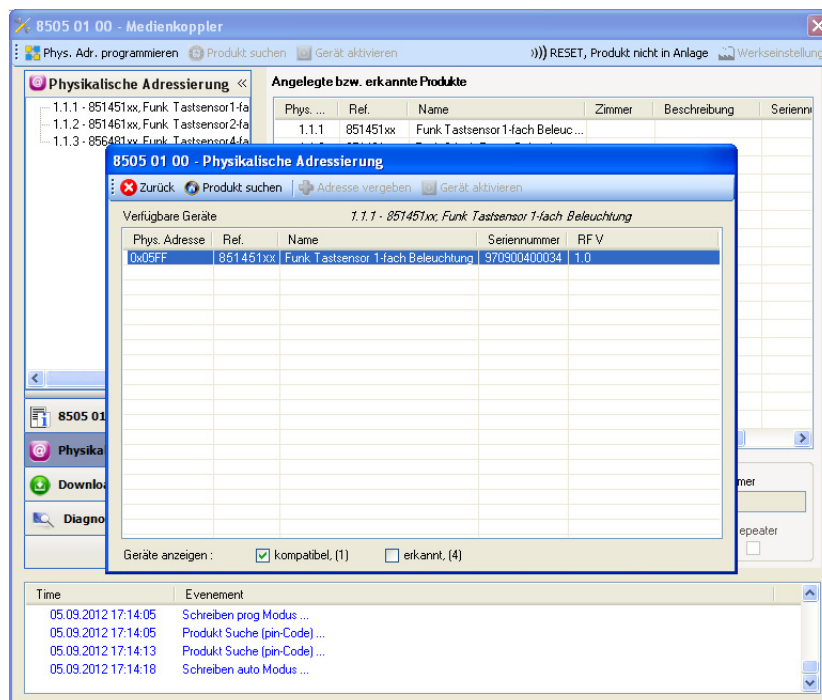 8505 01 00 - Medienkoppler
Phys. Adr. programmieren Produkt suchen Gerät aktivieren RESET, Produkt nicht in Anlage Werkseinstellung
Physikalische Adressierung
Angelegte bzw. erkannte Produkte
1.1.1 - 851451xx, Funk Tastsensor1-fa
1.1.2 - 851461xx, Funk Tastsensor2-fa
1.1.3 - 856481xx, Funk Tastsensor4-fa
Phys. ... Ref. Name Zimmer Beschreibung Seriennu
1.1.1 851451xx Funk Tastsensor 1-fach Beleuc ...
8505 01 00 - Physikalische Adressierung
Zurück Produkt suchen Adresse vergeben Gerät aktivieren
Verfügbare Geräte 1.1.1 - 851451xx, Funk Tastsensor 1-fach Beleuchtung
Phys. Adresse Ref. Name Seriennummer RF V
0x05FF 851451xx Funk Tastsensor 1-fach Beleuchtung 970900400034 1.0
8505 01
Physika
Downloa
Diagno
mer
epeater
Geräte anzeigen : kompatibel, (1) erkannt, (4)
Time Evenement
05.09.2012 17:14:05 Schreiben prog Modus ...
05.09.2012 17:14:05 Produkt Suche (pin-Code) ...
05.09.2012 17:14:13 Produkt Suche (pin-Code) ...
05.09.2012 17:14:18 Schreiben auto Modus ...